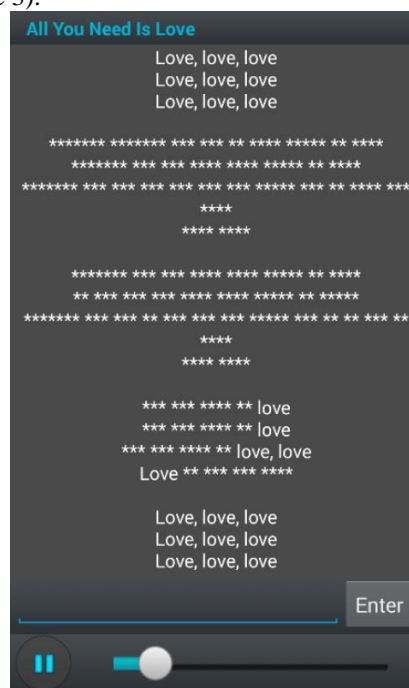 e 3).
All You Need Is Love
Love, love, love
Love, love, love
Love, love, love
******* ******* *** *** ** **** ***** ** ****
******* *** *** **** **** ***** ** ****
******* *** *** *** *** *** *** ***** *** ** **** ***
****
**** ****
******* *** *** **** **** ***** ** ****
** *** *** *** **** **** ***** ** *****
******* *** *** ** *** *** *** ***** *** ** ** *** **
****
**** ****
*** *** **** ** love
*** *** **** ** love
*** *** **** ** love, love
Love ** *** *** ****
Love, love, love
Love, love, love
Love, love, love
Enter